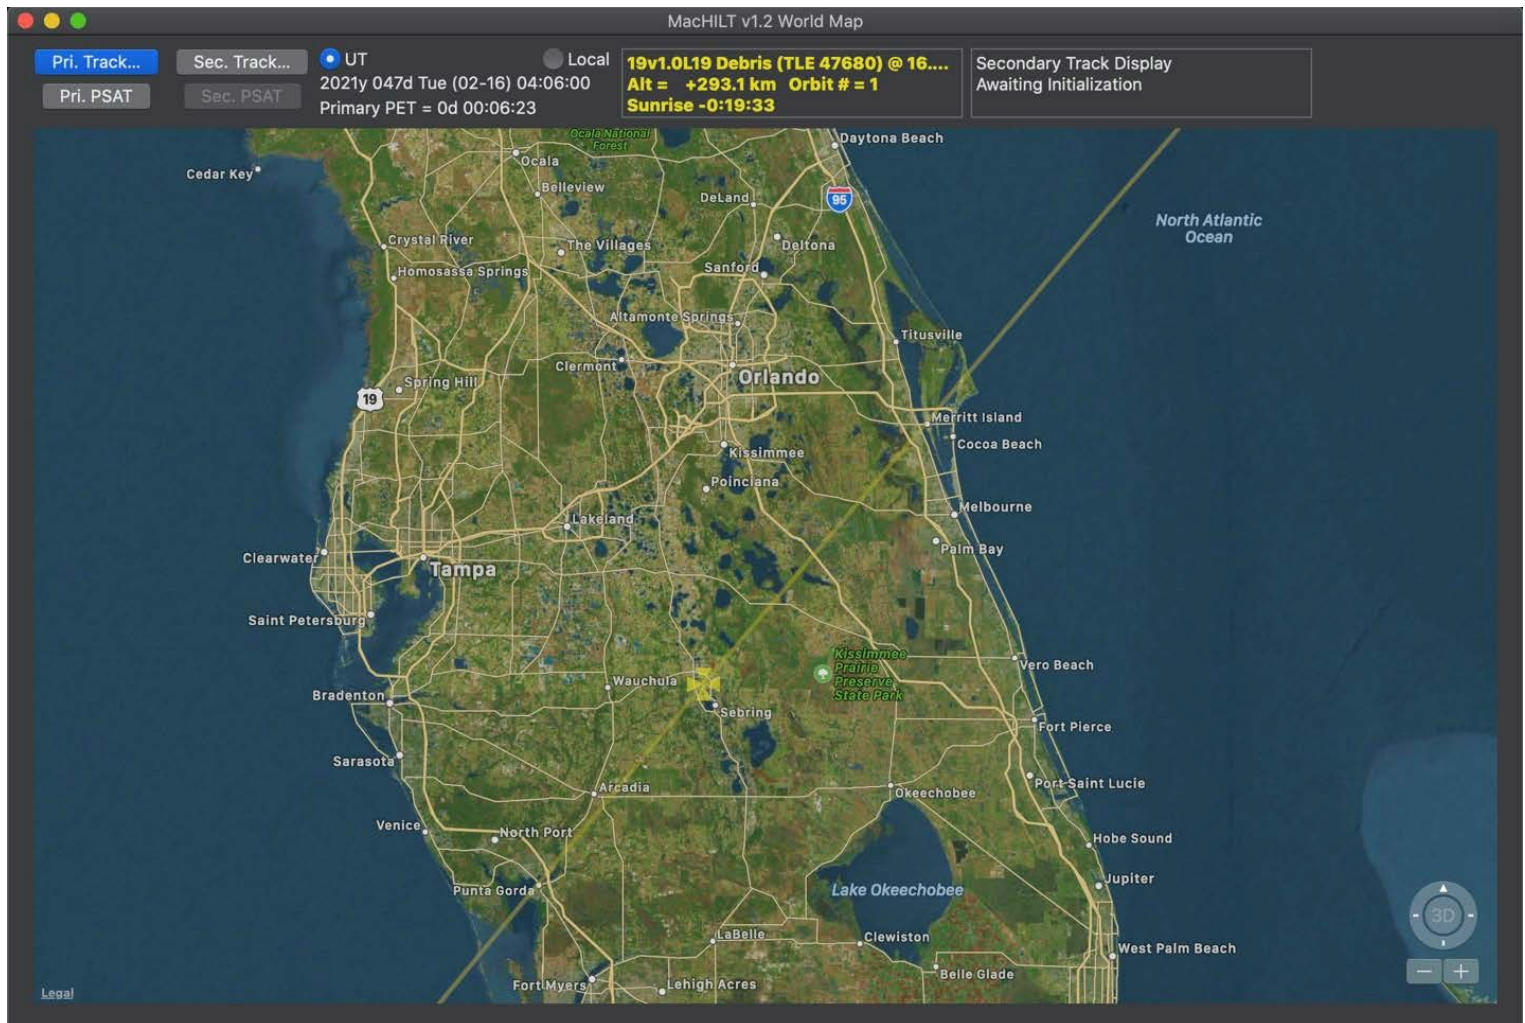 MacHILT v1.2 World Map
Pri. Track...
Sec. Track...
UT
Local
Pri. PSAT
Sec. PSAT
2021y 047d Tue (02-16) 04:06:00
Primary PET = 0d 00:06:23
19v1.0L19 Debris (TLE 47680) @ 16....
Alt = +293.1 km Orbit # = 1
Sunrise -0:19:33
Secondary Track Display
Awaiting Initialization
Ocala National
Forest
Daytona Beach
Ocala
Cedar Key
Belleview
DeLand
95
North Atlantic
Ocean
Crystal River
The Villages
Deltona
Homosassa Springs
Sanford
Altamonte Springs
Titusville
Clermont
Orlando
Spring Hill
19
Merritt Island
Cocoa Beach
Kissimmee
Poinciana
Melbourne
Lakeland
Palm Bay
Clearwater
Tampa
Saint Petersburg
Kissimmee
Prairie
Preserve
State Park
Vero Beach
Wauchula
Bradenton
Sebring
Fort Pierce
Sarasota
Port Saint Lucie
Arcadia
Okeechobee
Venice
North Port
Hobe Sound
Punta Gorda
Lake Okeechobee
Jupiter
3D
LaBelle
Clewiston
West Palm Beach
Belle Glade
Fort Myers
Lehigh Acres
Legal